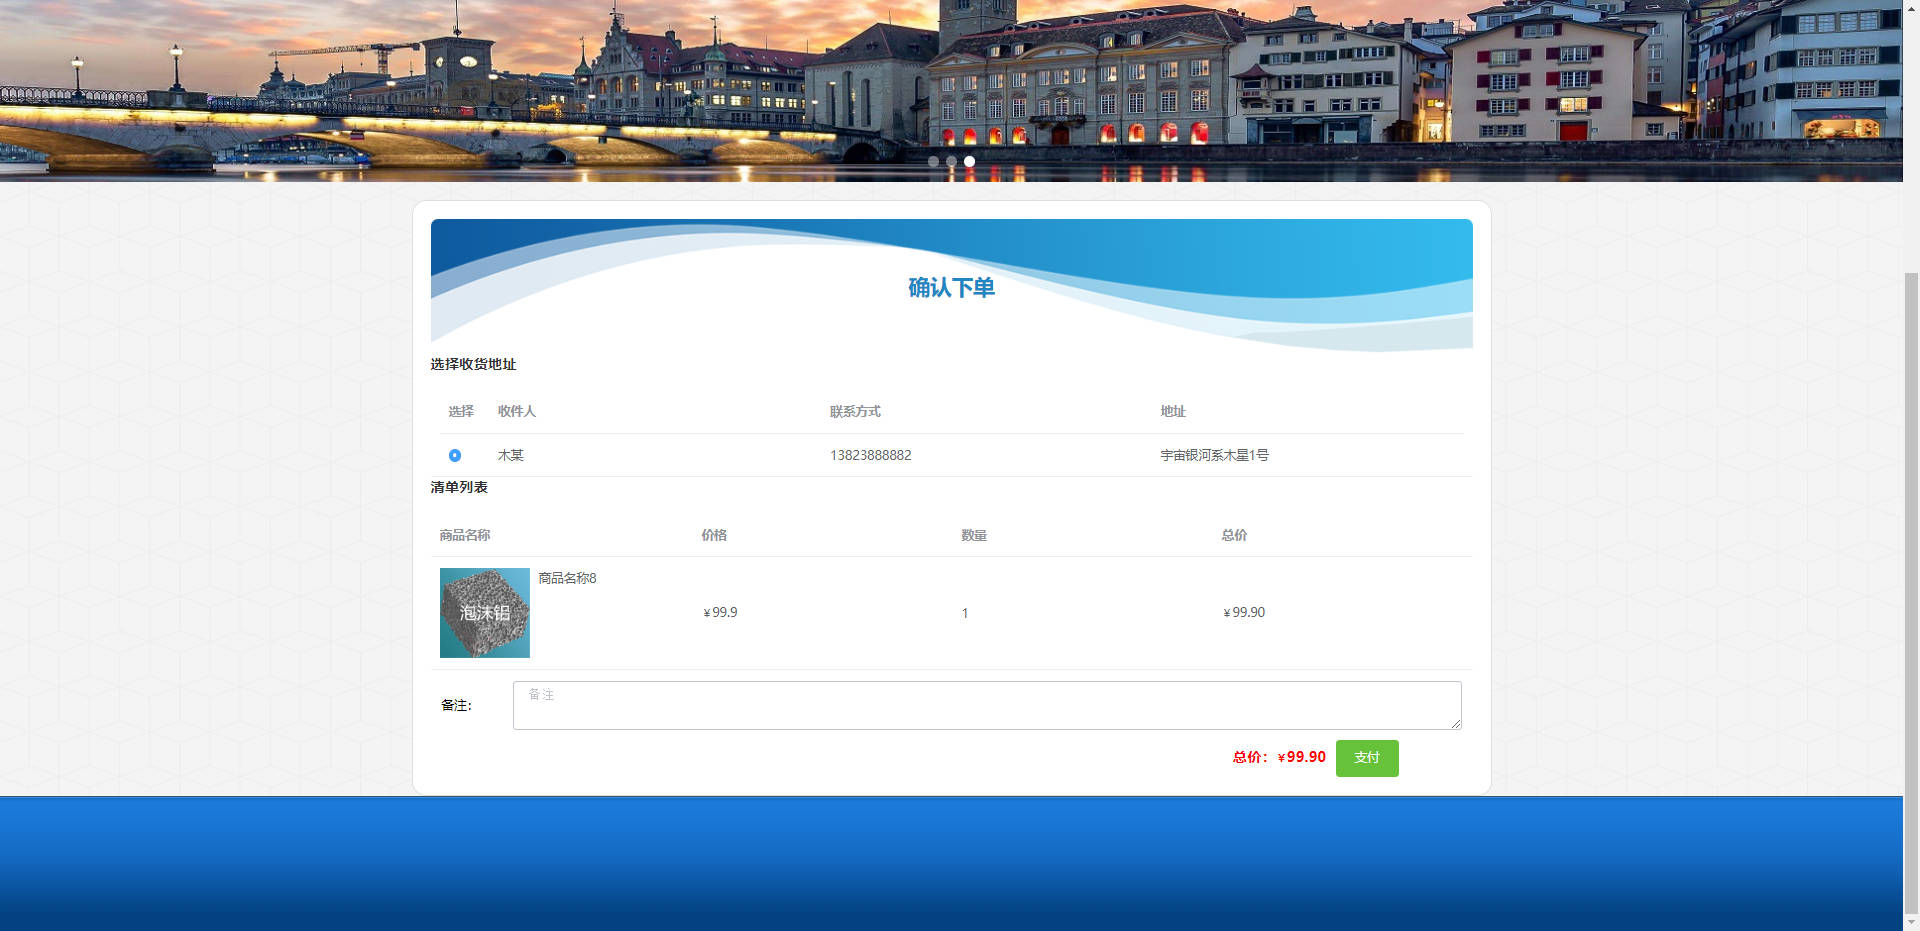 确认下单
选择收货地址
选择 收件人 联系方式 地址
木某 13823888882 宇宙银河系木星1号
清单列表
商品名称 价格 数量 总价
泡沫铝 商品名称8 ¥99.9 1 ¥99.90
备注: 备注
总价：¥99.90 支付